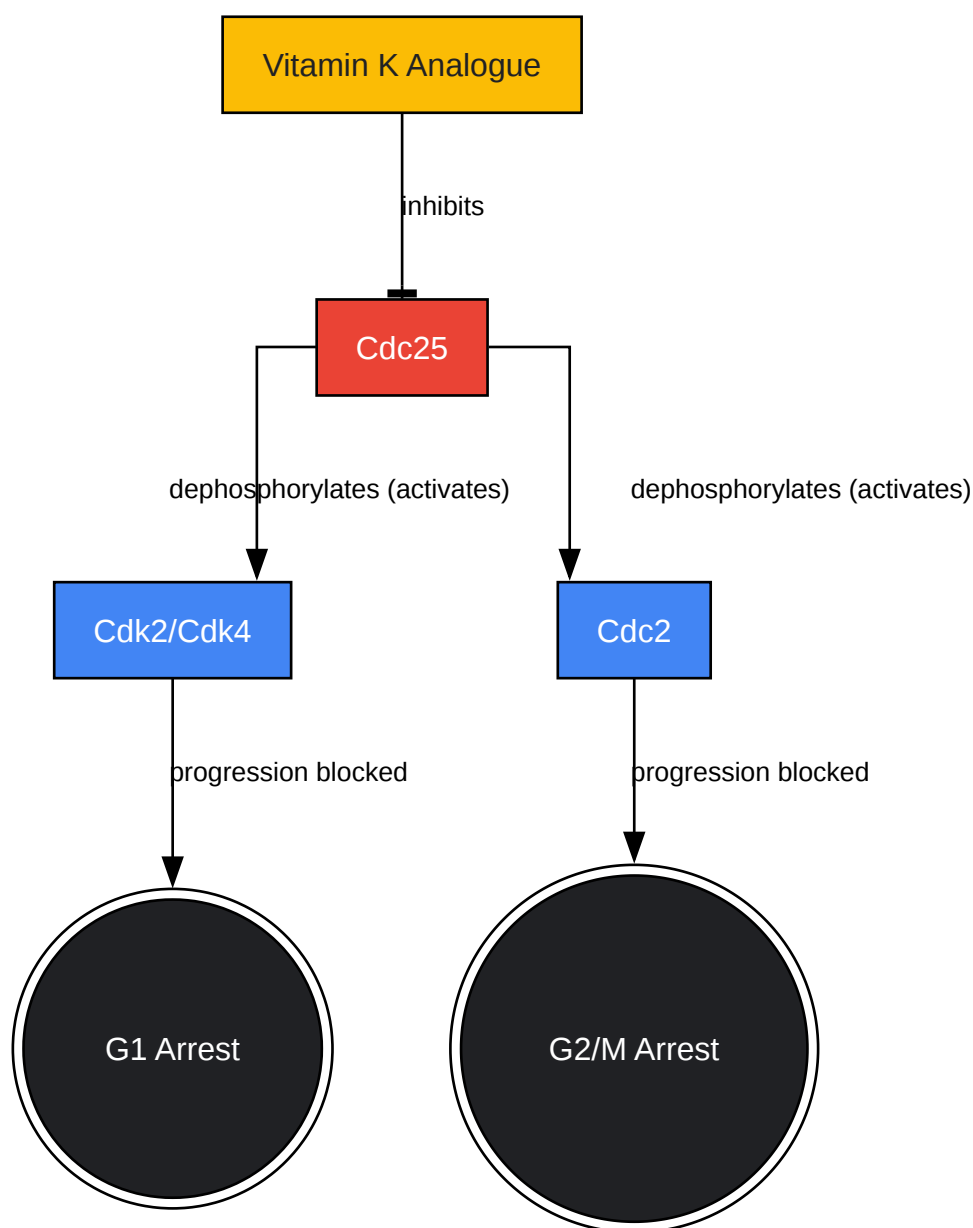 Vitamin K Analogue
inhibits
Cdc25
dephosphorylates (activates)
dephosphorylates (activates)
Cdk2/Cdk4
Cdc2
progression blocked
progression blocked
G1 Arrest
G2/M Arrest